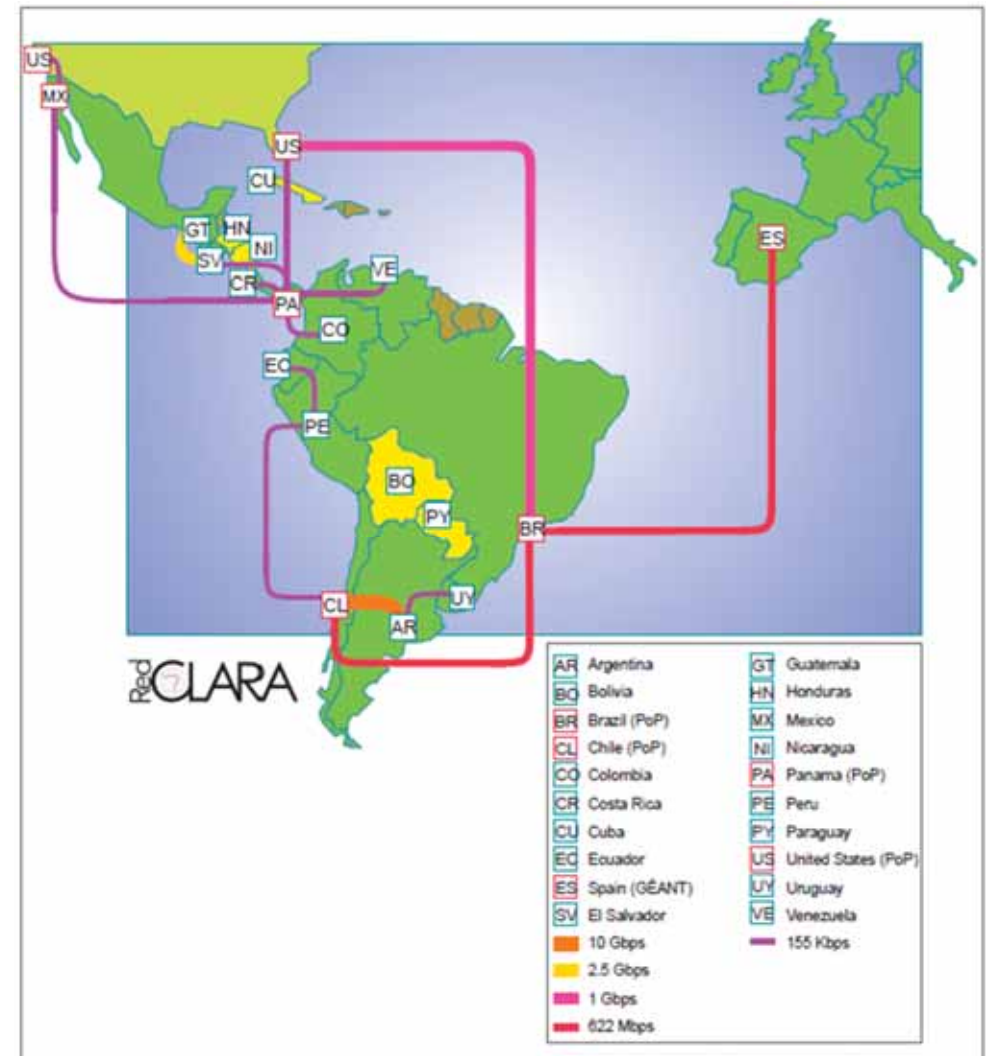 US
MX
US
CU
GT
HN
NI
SV
CR
VE
PA
CO
EC
PE
ES
BO
PY
BR
CL
UY
AR
Red CLARA
AR Argentina
BO Bolivia
BR Brazil (PoP)
CL Chile (PoP)
CO Colombia
CR Costa Rica
CU Cuba
EC Ecuador
ES Spain (GÉANT)
SV El Salvador
10 Gbps
2.5 Gbps
1 Gbps
622 Mbps
GT Guatemala
HN Honduras
MX Mexico
NI Nicaragua
PA Panama (PoP)
PE Peru
PY Paraguay
US United States (PoP)
UY Uruguay
VE Venezuela
155 Kbps